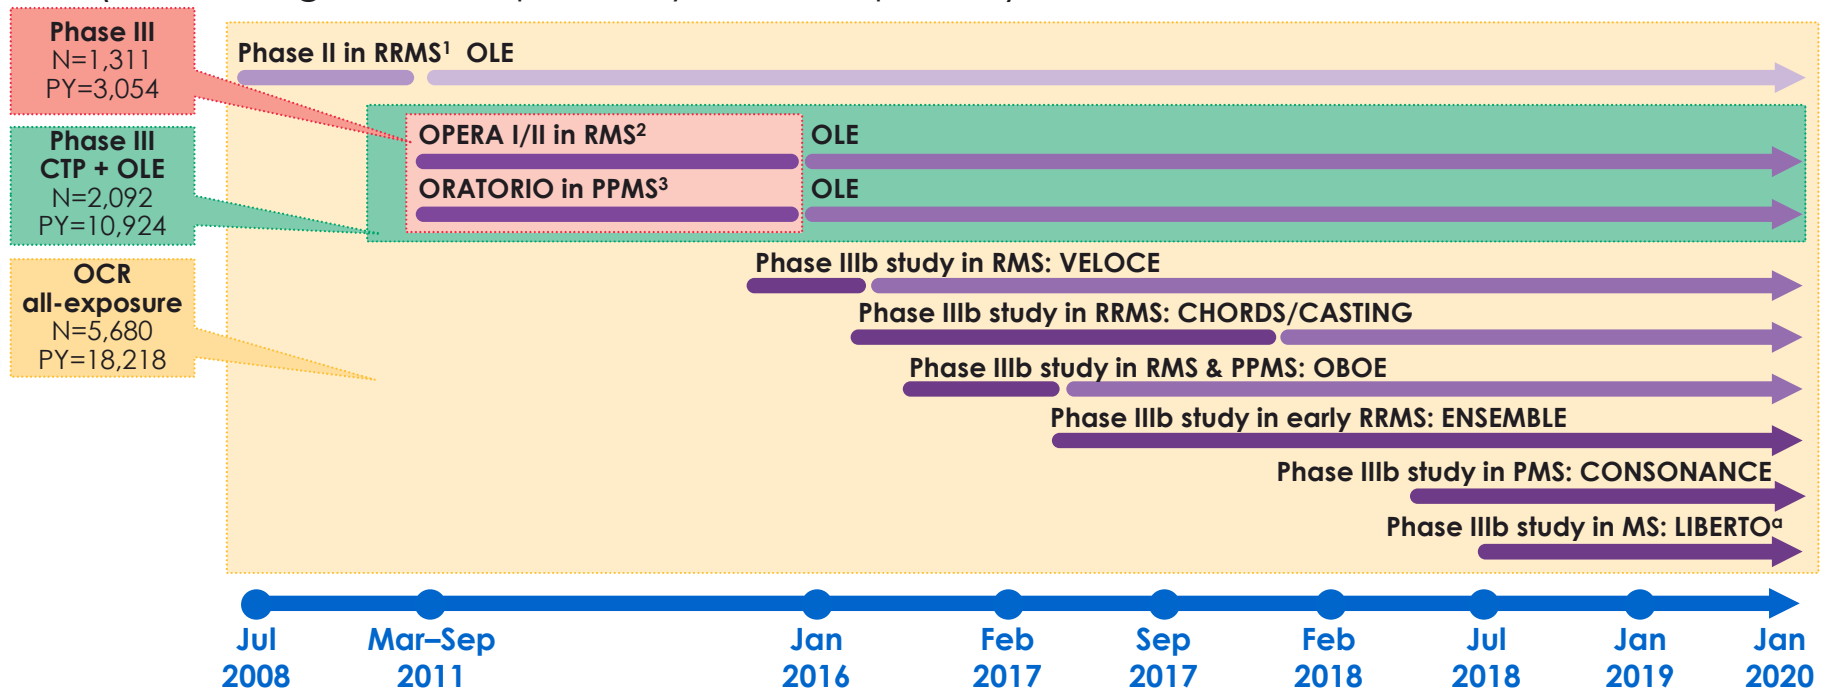 Phase III
N=1,311
PY=3,054
Phase III
CTP + OLE
N=2,092
PY=10,924
OCR
all-exposure
N=5,680
PY=18,218
Phase II in RRMS¹ OLE
OPERA I/II in RMS² OLE
ORATORIO in PPMS³ OLE
Phase IIIb study in RMS: VELOCE
Phase IIIb study in RRMS: CHORDS/CASTING
Phase IIIb study in RMS & PPMS: OBOE
Phase IIIb study in early RRMS: ENSEMBLE
Phase IIIb study in PMS: CONSONANCE
Phase IIIb study in MS: LIBERTOᵃ
Jul Mar–Sep Jan Feb Sep Feb Jul Jan Jan
2008 2011 2016 2017 2017 2018 2018 2019 2020